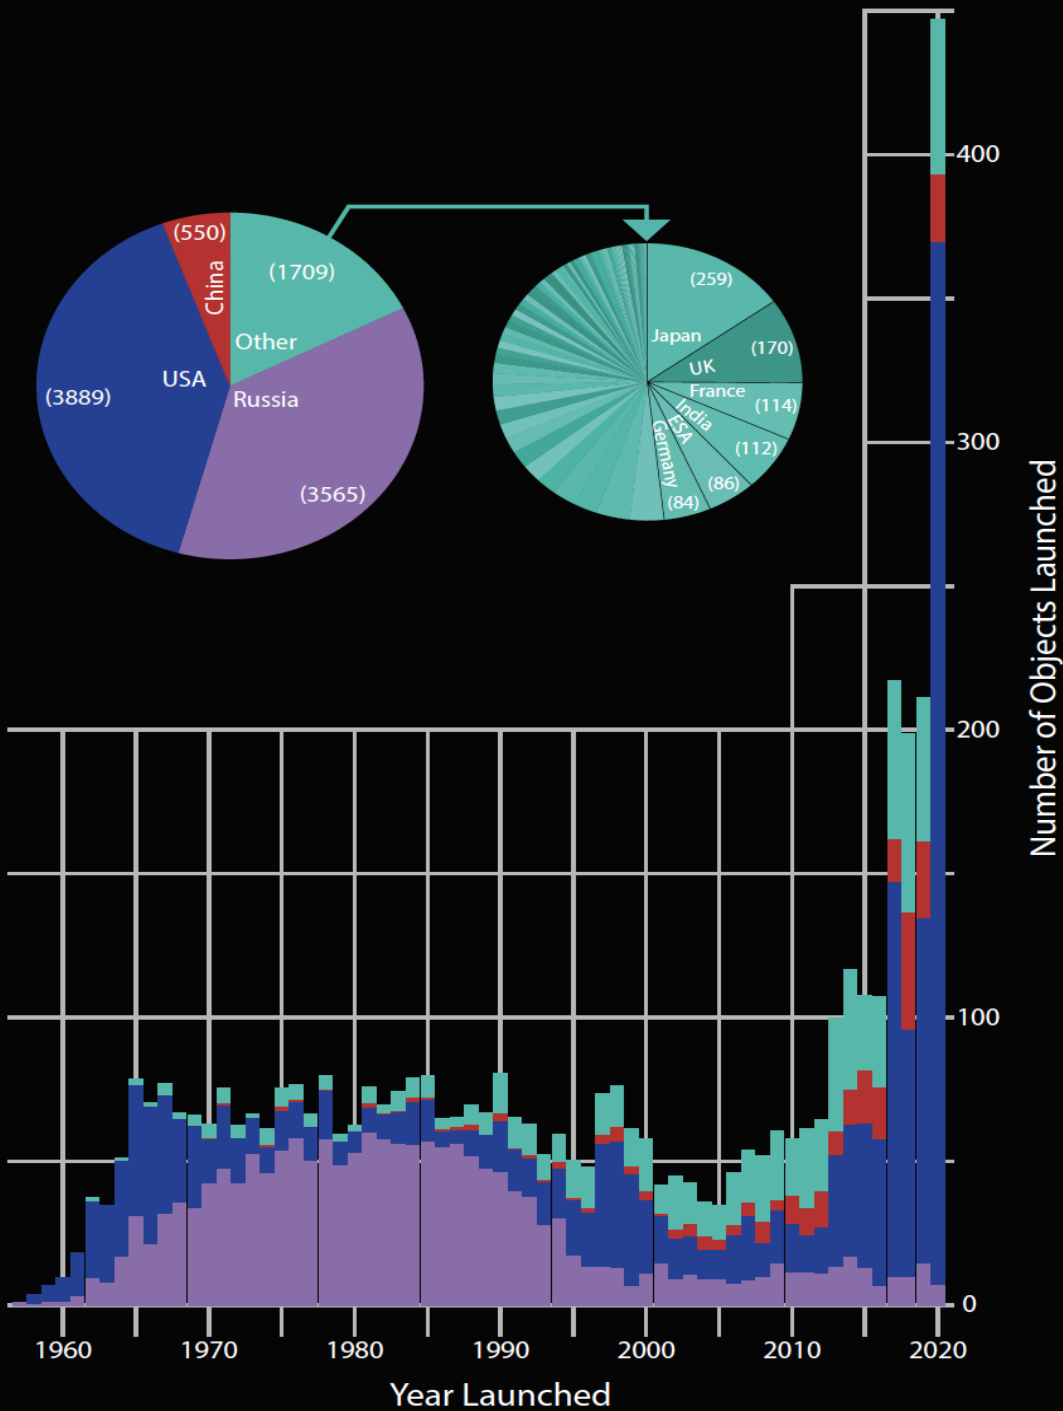 400
300
200
100
0
Number of Objects Launched
(550)
China
(1709)
Other
USA
(3889)
Russia
(3565)
(259)
Japan
UK
(170)
France
(114)
India
(112)
ESA
(86)
Germany
(84)
1960 1970 1980 1990 2000 2010 2020
Year Launched